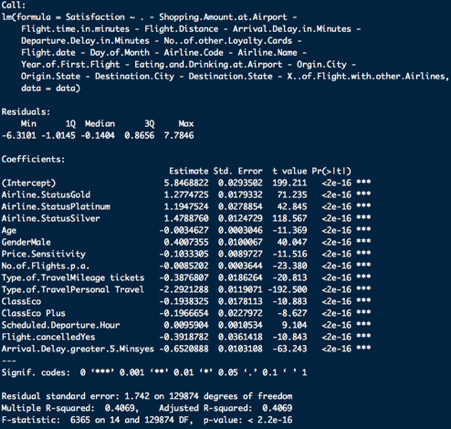 Call:
lm(formula = Satisfaction ~ . - Shopping.Amount.at.Airport -
Flight.time.in.minutes - Flight.Distance - Arrival.Delay.in.Minutes -
Departure.Delay.in.Minutes - No..of.other.Loyalty.Cards -
Flight.date - Day.of.Month - Airline.Code - Airline.Name -
Year.of.First.Flight - Eating.and.Drinking.at.Airport - Orgin.City -
Origin.State - Destination.City - Destination.State - X..of.Flight.with.other.Airlines,
data = data)
Residuals:
Min 1Q Median 3Q Max
-6.3101 -1.0145 -0.1404 0.8656 7.7846
Coefficients:
Estimate Std. Error t value Pr(>|t|)
(Intercept) 5.8468822 0.0293502 199.211 <2e-16 ***
Airline.StatusGold 1.2774725 0.0179332 71.235 <2e-16 ***
Airline.StatusPlatinum 1.1947524 0.0278854 42.845 <2e-16 ***
Airline.StatusSilver 1.4788760 0.0124729 118.567 <2e-16 ***
Age -0.0034627 0.0003046 -11.369 <2e-16 ***
GenderMale 0.4007355 0.0100067 40.047 <2e-16 ***
Price.Sensitivity -0.1033305 0.0089727 -11.516 <2e-16 ***
No.of.Flights.p.a. -0.0085202 0.0003644 -23.380 <2e-16 ***
Type.of.TravelMileage tickets -0.3876807 0.0186264 -20.813 <2e-16 ***
Type.of.TravelPersonal Travel -2.2921288 0.0119071 -192.500 <2e-16 ***
ClassEco -0.1938325 0.0178113 -10.883 <2e-16 ***
ClassEco Plus -0.1966654 0.0227972 -8.627 <2e-16 ***
Scheduled.Departure.Hour 0.0095904 0.0010534 9.104 <2e-16 ***
Flight.cancelledYes -0.3918782 0.0361418 -10.843 <2e-16 ***
Arrival.Delay.greater.5.Minsyes -0.6520888 0.0103108 -63.243 <2e-16 ***
---
Signif. codes: 0 ‘***’ 0.001 ‘**’ 0.01 ‘*’ 0.05 ‘.’ 0.1 ‘ ’ 1
Residual standard error: 1.742 on 129874 degrees of freedom
Multiple R-squared: 0.4069, Adjusted R-squared: 0.4069
F-statistic: 6365 on 14 and 129874 DF, p-value: < 2.2e-16